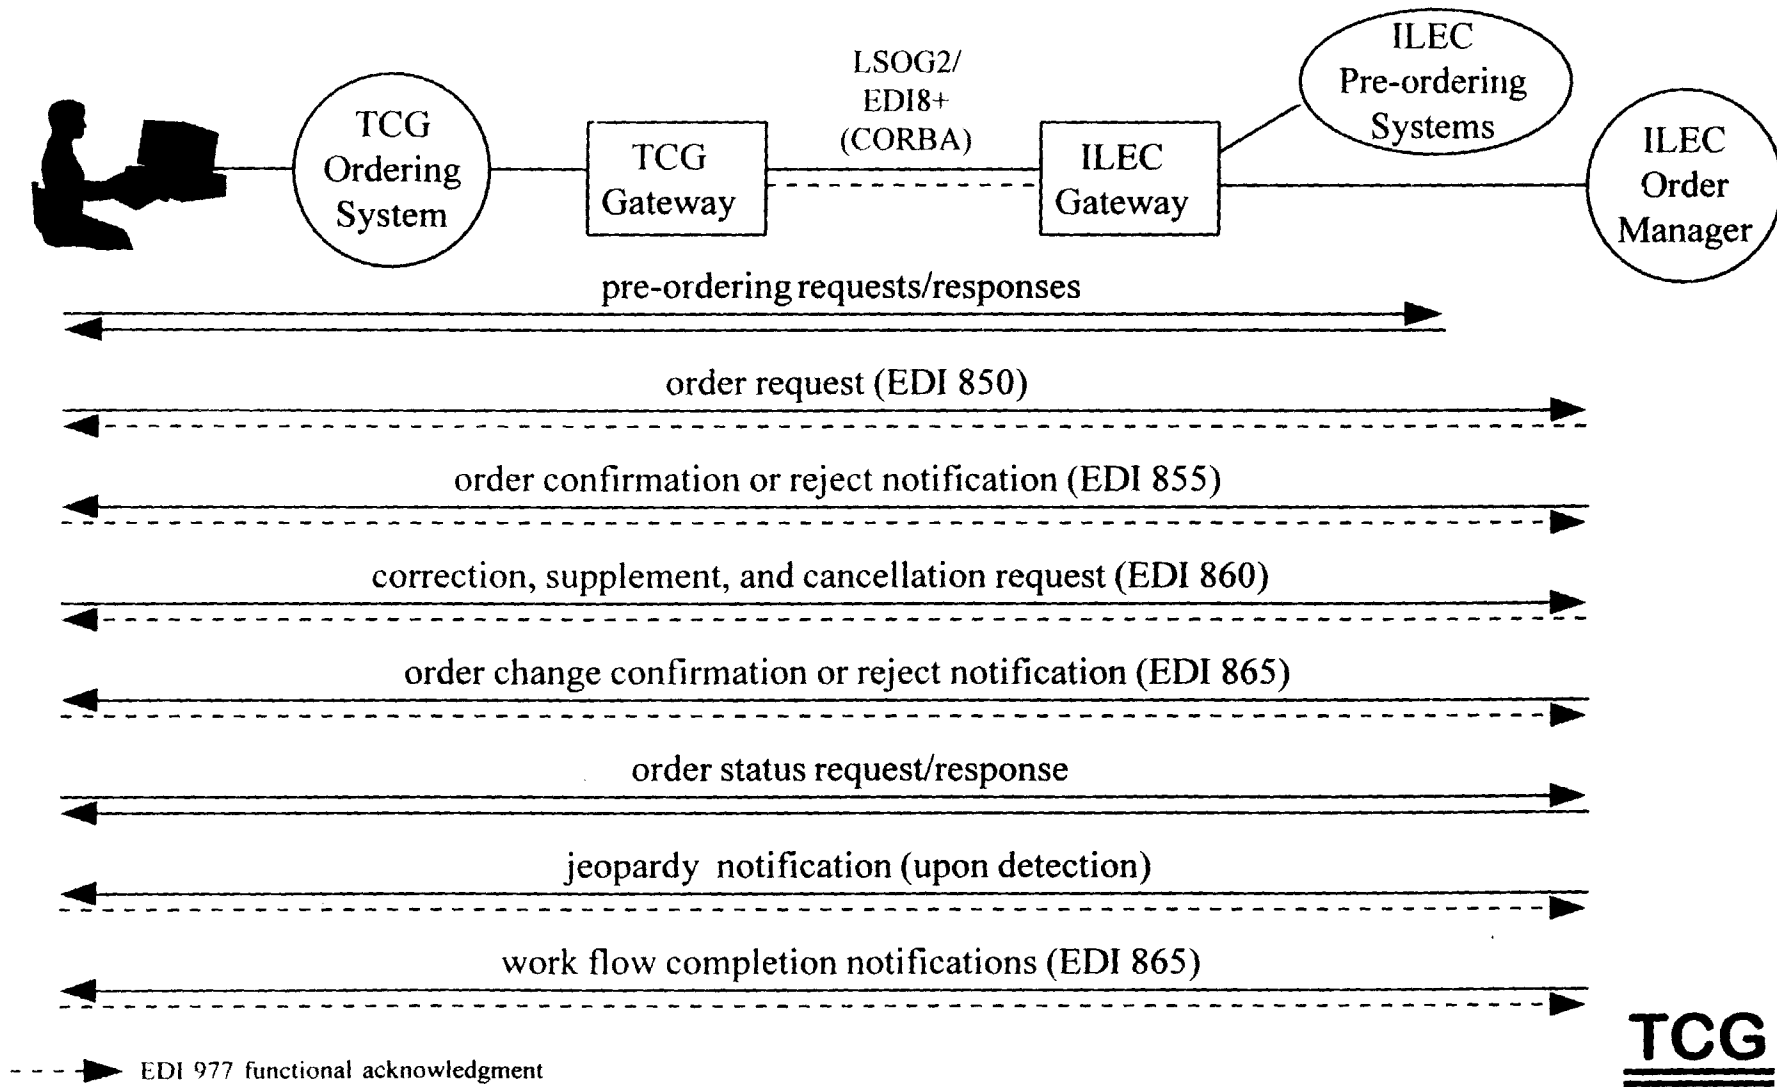 TCG
Ordering
System
TCG
Gateway
LSOG2/
EDI8+
(CORBA)
ILEC
Gateway
ILEC
Pre-ordering
Systems
ILEC
Order
Manager
pre-ordering requests/responses
order request (EDI 850)
order confirmation or reject notification (EDI 855)
correction, supplement, and cancellation request (EDI 860)
order change confirmation or reject notification (EDI 865)
order status request/response
jeopardy notification (upon detection)
work flow completion notifications (EDI 865)
EDI 977 functional acknowledgment
TCG